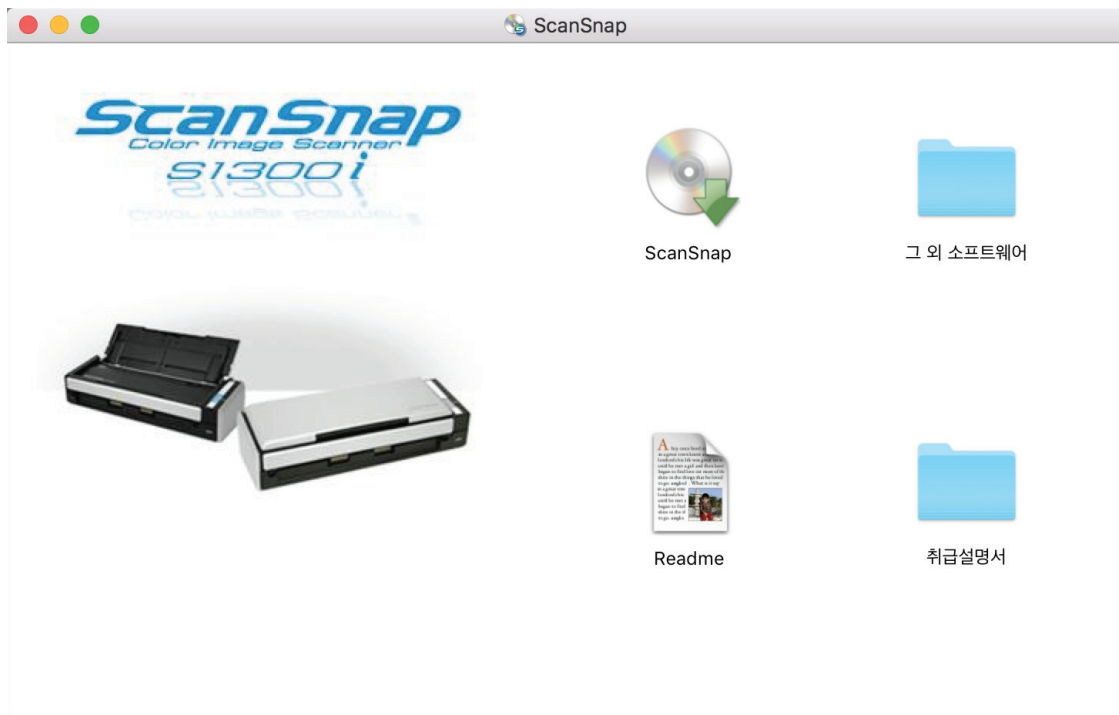 ScanSnap
ScanSnap
Color Image Scanner
S1300i
ScanSnap
그 외 소프트웨어
Readme
취급설명서